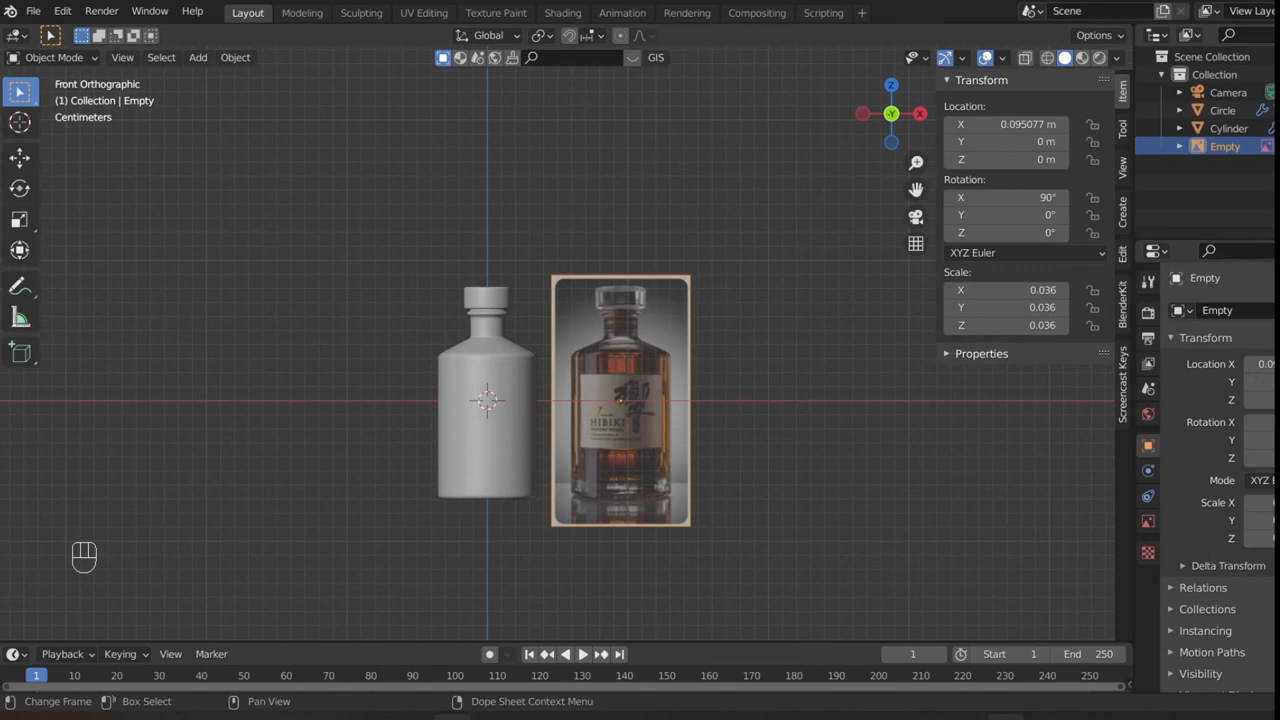 File Edit Render Window Help Layout Modeling Sculpting UV Editing Texture Paint Shading Animation Rendering Compositing Scripting + Scene View Laye
Global Options
Object Mode View Select Add Object GIS
Front Orthographic
(1) Collection | Empty
Centimeters
Z
-Y
X
Transform
Location:
X 0.095077 m
Y 0 m
Z 0 m
Rotation:
X 90°
Y 0°
Z 0°
XYZ Euler
Scale:
X 0.036
Y 0.036
Z 0.036
Properties
Item
Tool
View
Create
Edit
BlenderKit
Screencast Keys
Scene Collection
Collection
Camera
Circle
Cylinder
Empty
Empty
Empty
Transform
Location X 0.09
Y
Z
Rotation X
Y
Z
Mode XYZ E
Scale X
Y
Z
Delta Transform
Relations
Collections
Instancing
Motion Paths
Visibility
響
HIBIKI
Playback Keying View Marker 1 Start 1 End 250
1 10 20 30 40 50 60 70 80 90 100 110 120 130 140 150 160 170 180 190 200 210 220 230 240 250
Change Frame Box Select Pan View Dope Sheet Context Menu